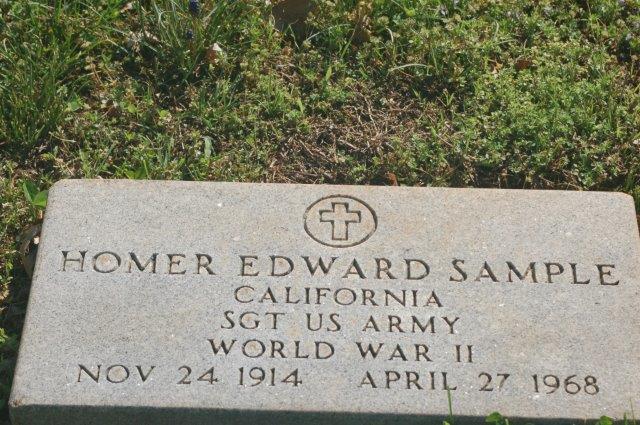 HOMER EDWARD SAMPLE
CALIFORNIA
SGT US ARMY
WORLD WAR II
NOV 24 1914 APRIL 27 1968